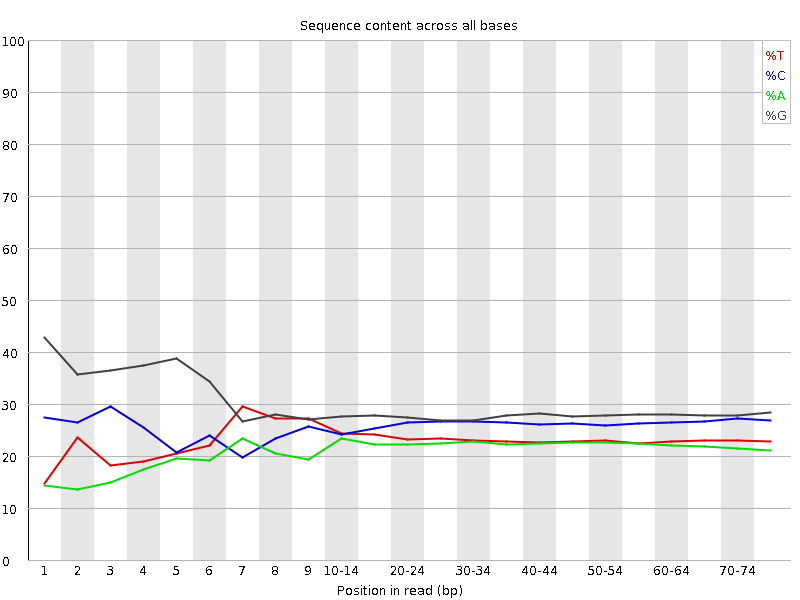 Sequence content across all bases
100
90
80
70
60
50
40
30
20
10
0
%T
%C
%A
%G
1 2 3 4 5 6 7 8 9 10-14 20-24 30-34 40-44 50-54 60-64 70-74
Position in read (bp)